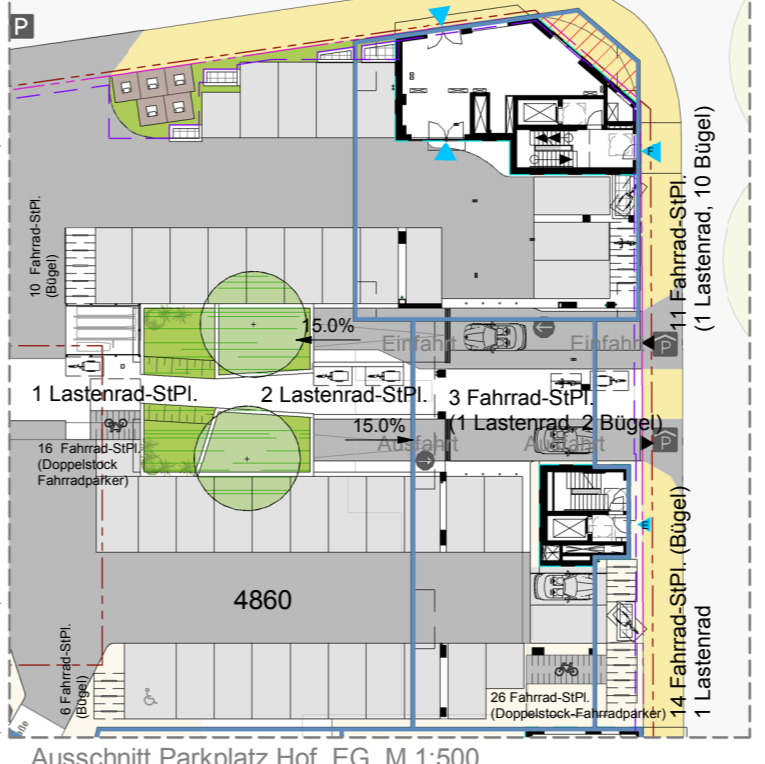 P
10 Fahrrad-StPl.
(Bügel)
11 Fahrrad-StPl.
(1 Lastenrad, 10 Bügel)
E
15.0%
Einfahrt
Einfahrt
P
1 Lastenrad-StPl.
2 Lastenrad-StPl.
3 Fahrrad-StPl.
(1 Lastenrad, 2 Bügel)
15.0%
Ausfahrt
Ausfahrt
P
16 Fahrrad-StPl.
(Doppelstock
Fahrradparker)
E
4860
14 Fahrrad-StPl. (Bügel)
1 Lastenrad
6 Fahrrad-StPl.
(Bügel)
26 Fahrrad-StPl.
(Doppelstock-Fahrradparker)
Ausschnitt Parkplatz Hof, EG, M 1:500